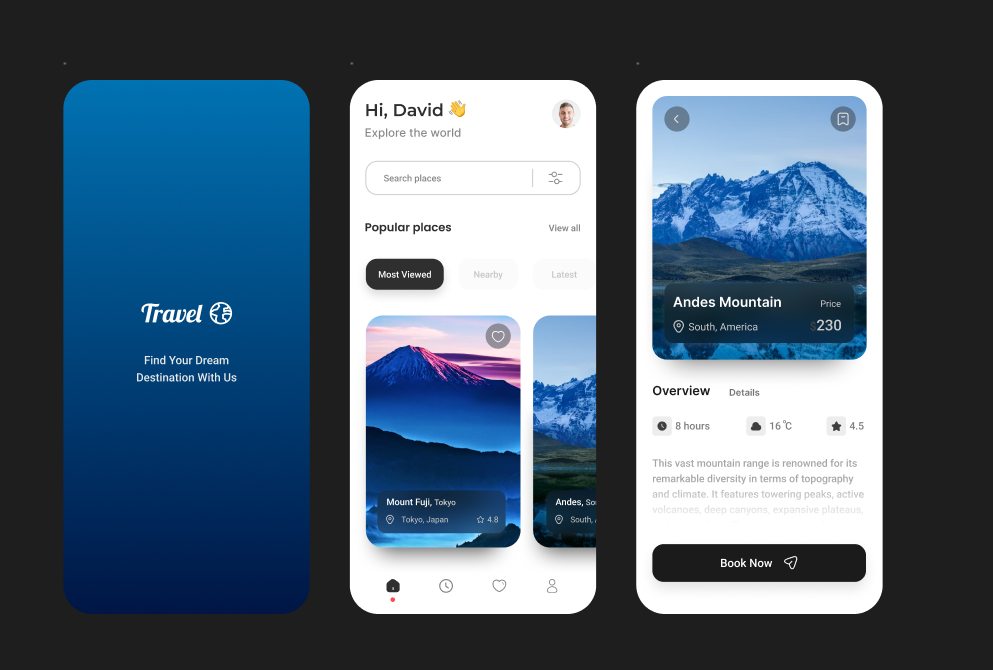 Travel
Find Your Dream
Destination With Us
Hi, David 👋
Explore the world
Search places
Popular places
View all
Most Viewed
Nearby
Latest
Mount Fuji, Tokyo
Tokyo, Japan
4.8
Andes,
South,
Andes Mountain
Price
South, America
$230
Overview
Details
8 hours
16 °C
4.5
This vast mountain range is renowned for its
remarkable diversity in terms of topography
and climate. It features towering peaks, active
volcanoes, deep canyons, expansive plateaus,
Book Now